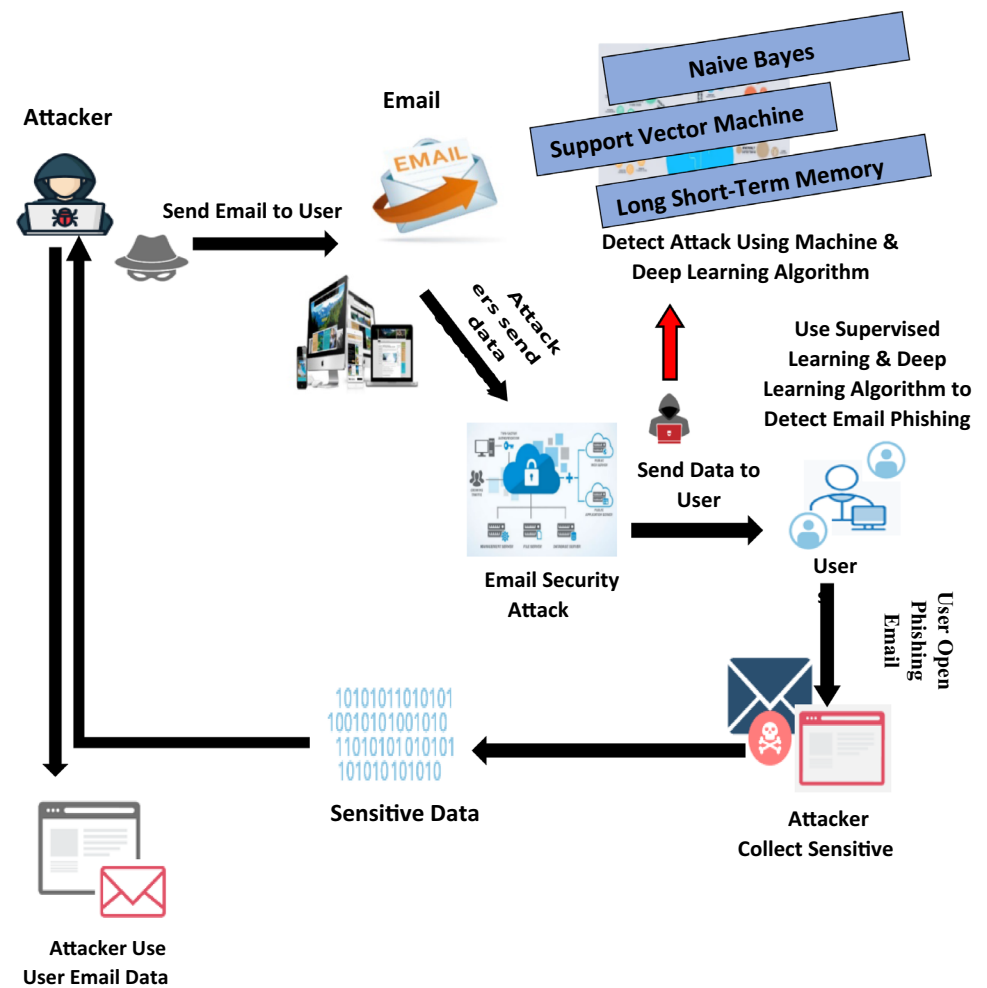 Attacker
Send Email to User
Email
EMAIL
Naive Bayes
Support Vector Machine
Long Short-Term Memory
Detect Attack Using Machine &
Deep Learning Algorithm
Attack
ers send
data
Use Supervised
Learning & Deep
Learning Algorithm to
Detect Email Phishing
Send Data to
User
Email Security
Attack
User
User Open
Phishing
Email
10101011010101
10010101001010
11010101010101
101010101010
Sensitive Data
Attacker
Collect Sensitive
Attacker Use
User Email Data